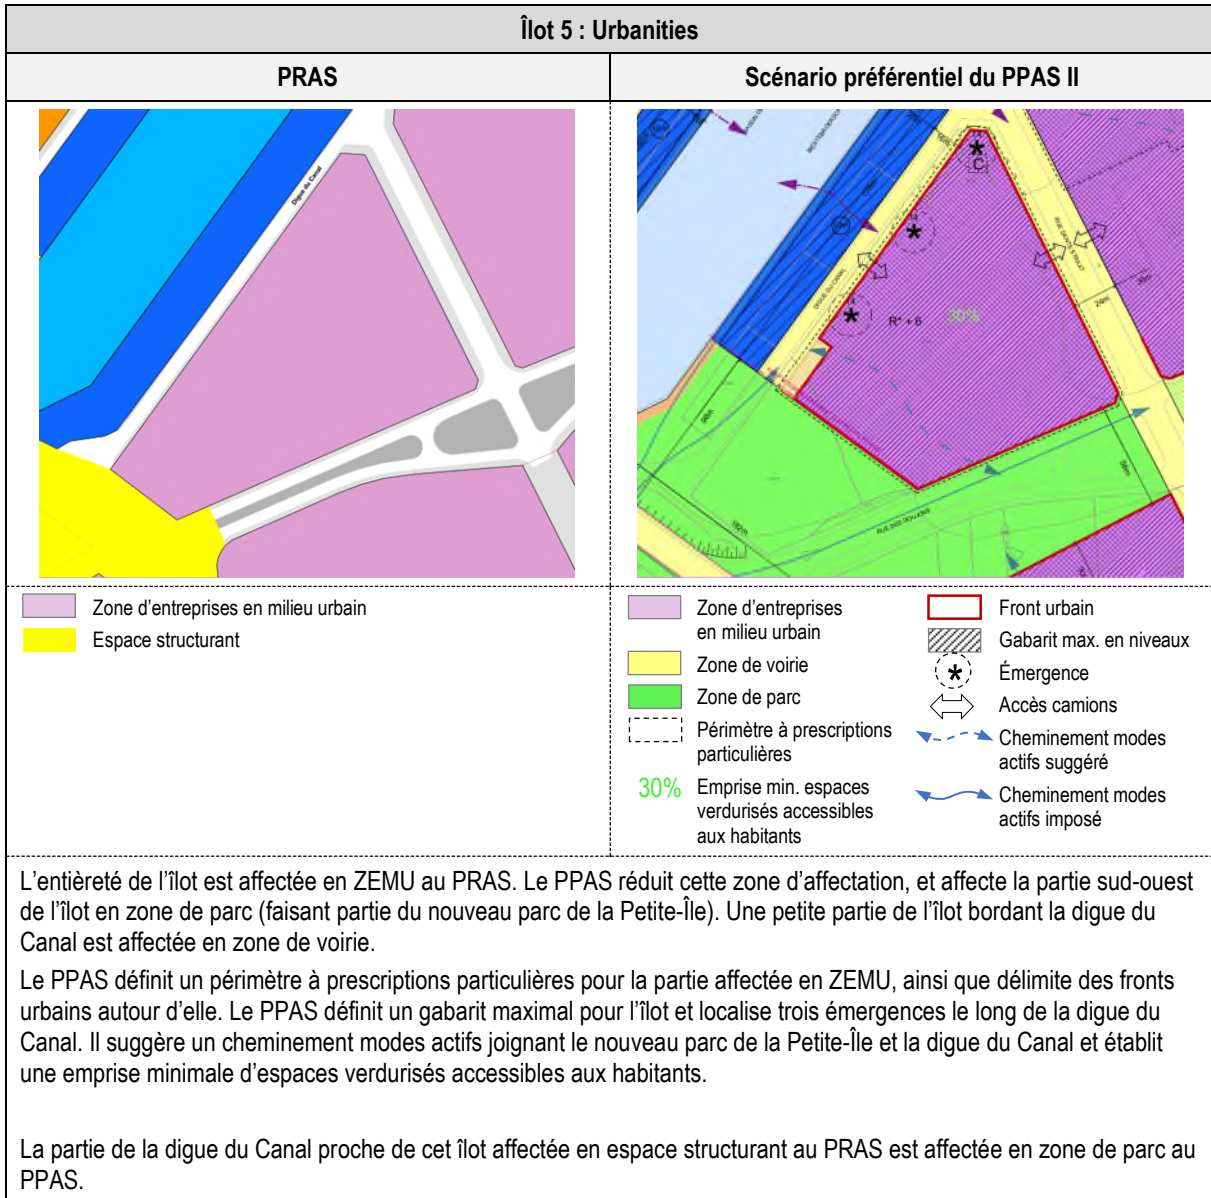 Îlot 5 : Urbanities
PRAS
Scénario préférentiel du PPAS II
Digue du Canal
C
DIGUE DU CANAL
R* + 6
30%
24m
56m
RUE DES GOUJONS
Zone d'entreprises en milieu urbain
Espace structurant
Zone d'entreprises
en milieu urbain
Zone de voirie
Zone de parc
Périmètre à prescriptions
particulières
30% Emprise min. espaces
verdurisés accessibles
aux habitants
Front urbain
Gabarit max. en niveaux
Émergence
Accès camions
Cheminement modes
actifs suggéré
Cheminement modes
actifs imposé
L'entièreté de l'îlot est affectée en ZEMU au PRAS. Le PPAS réduit cette zone d'affectation, et affecte la partie sud-ouest
de l'îlot en zone de parc (faisant partie du nouveau parc de la Petite-Île). Une petite partie de l'îlot bordant la digue du
Canal est affectée en zone de voirie.
Le PPAS définit un périmètre à prescriptions particulières pour la partie affectée en ZEMU, ainsi que délimite des fronts
urbains autour d'elle. Le PPAS définit un gabarit maximal pour l'îlot et localise trois émergences le long de la digue du
Canal. Il suggère un cheminement modes actifs joignant le nouveau parc de la Petite-Île et la digue du Canal et établit
une emprise minimale d'espaces verdurisés accessibles aux habitants.
La partie de la digue du Canal proche de cet îlot affectée en espace structurant au PRAS est affectée en zone de parc au
PPAS.